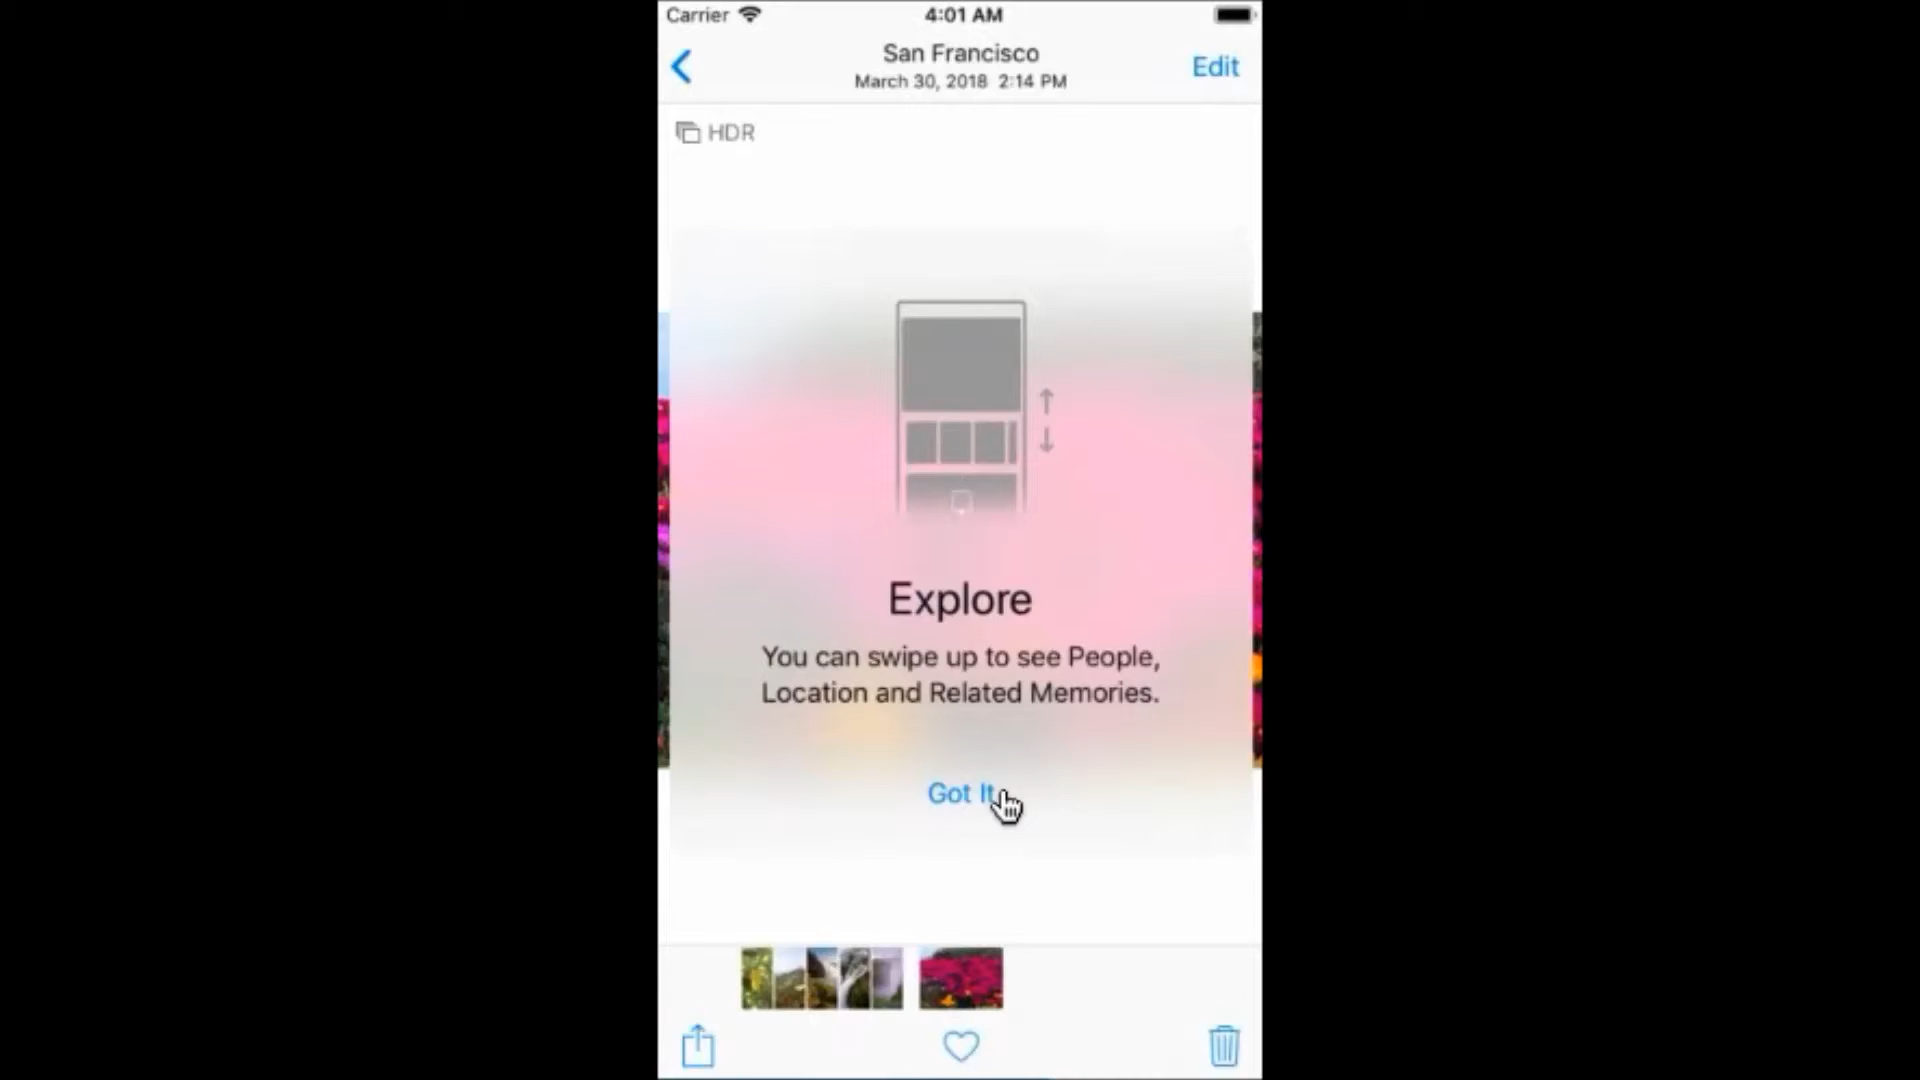 Carrier
4:01 AM
San Francisco
March 30, 2018 2:14 PM
Edit
HDR
Explore
You can swipe up to see People,
Location and Related Memories.
Got It